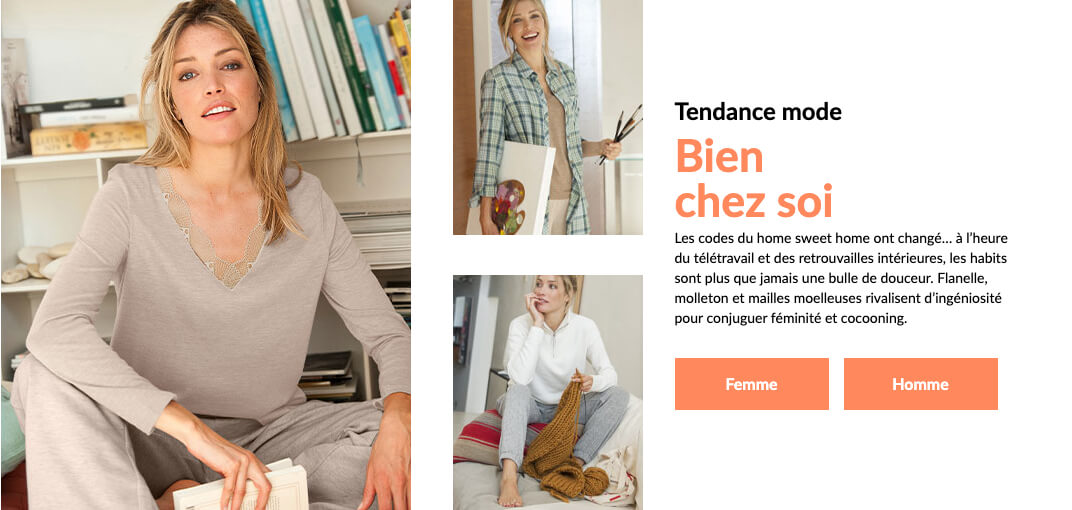 Tendance mode
Bien
chez soi
Les codes du home sweet home ont changé... à l'heure
du télétravail et des retrouvailles intérieures, les habits
sont plus que jamais une bulle de douceur. Flanelle,
molleton et mailles moelleuses rivalisent d'ingéniosité
pour conjuguer féminité et cocooning.
Femme
Homme